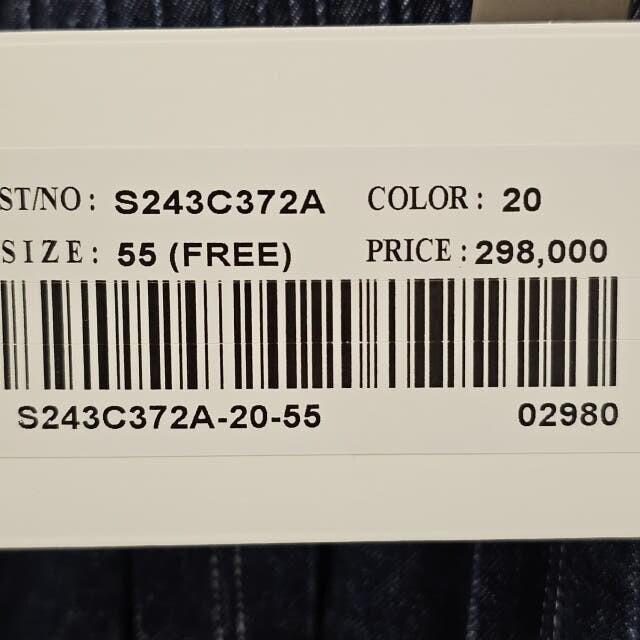 ST/NO: S243C372A COLOR: 20
SIZE: 55 (FREE) PRICE: 298,000
S243C372A-20-55 02980